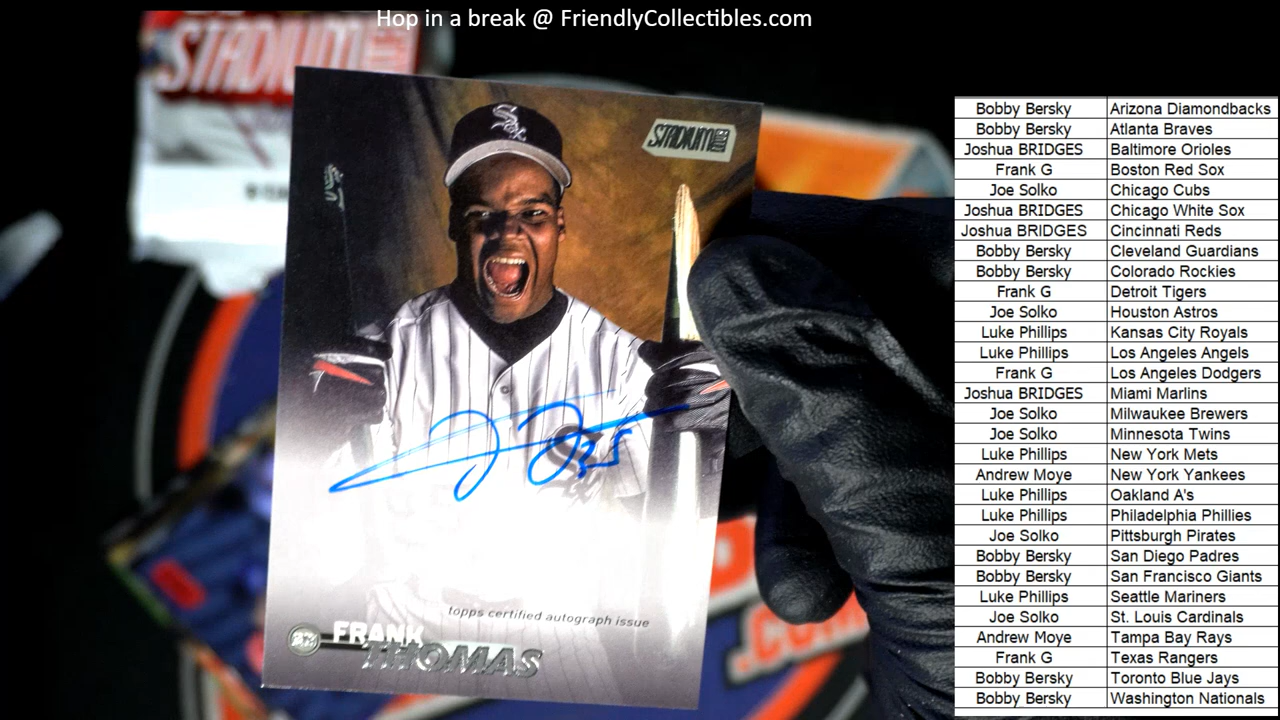 Hop in a break @ FriendlyCollectibles.com
STADIUM
STADIUM
CLUB
Sox
35
topps certified autograph issue
FRANK
THOMAS
.COM
Bobby Bersky Arizona Diamondbacks
Bobby Bersky Atlanta Braves
Joshua BRIDGES Baltimore Orioles
Frank G Boston Red Sox
Joe Solko Chicago Cubs
Joshua BRIDGES Chicago White Sox
Joshua BRIDGES Cincinnati Reds
Bobby Bersky Cleveland Guardians
Bobby Bersky Colorado Rockies
Frank G Detroit Tigers
Joe Solko Houston Astros
Luke Phillips Kansas City Royals
Luke Phillips Los Angeles Angels
Frank G Los Angeles Dodgers
Joshua BRIDGES Miami Marlins
Joe Solko Milwaukee Brewers
Joe Solko Minnesota Twins
Luke Phillips New York Mets
Andrew Moye New York Yankees
Luke Phillips Oakland A's
Luke Phillips Philadelphia Phillies
Joe Solko Pittsburgh Pirates
Bobby Bersky San Diego Padres
Bobby Bersky San Francisco Giants
Luke Phillips Seattle Mariners
Joe Solko St. Louis Cardinals
Andrew Moye Tampa Bay Rays
Frank G Texas Rangers
Bobby Bersky Toronto Blue Jays
Bobby Bersky Washington Nationals